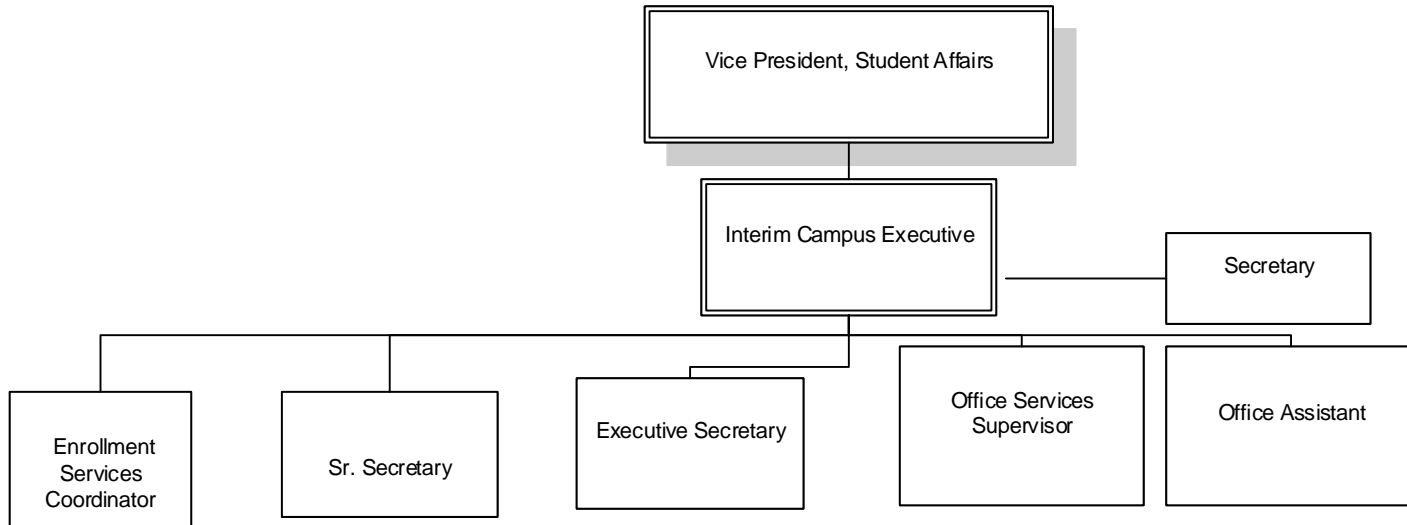 Vice President, Student Affairs
Interim Campus Executive
Secretary
Enrollment
Services
Coordinator
Sr. Secretary
Executive Secretary
Office Services
Supervisor
Office Assistant